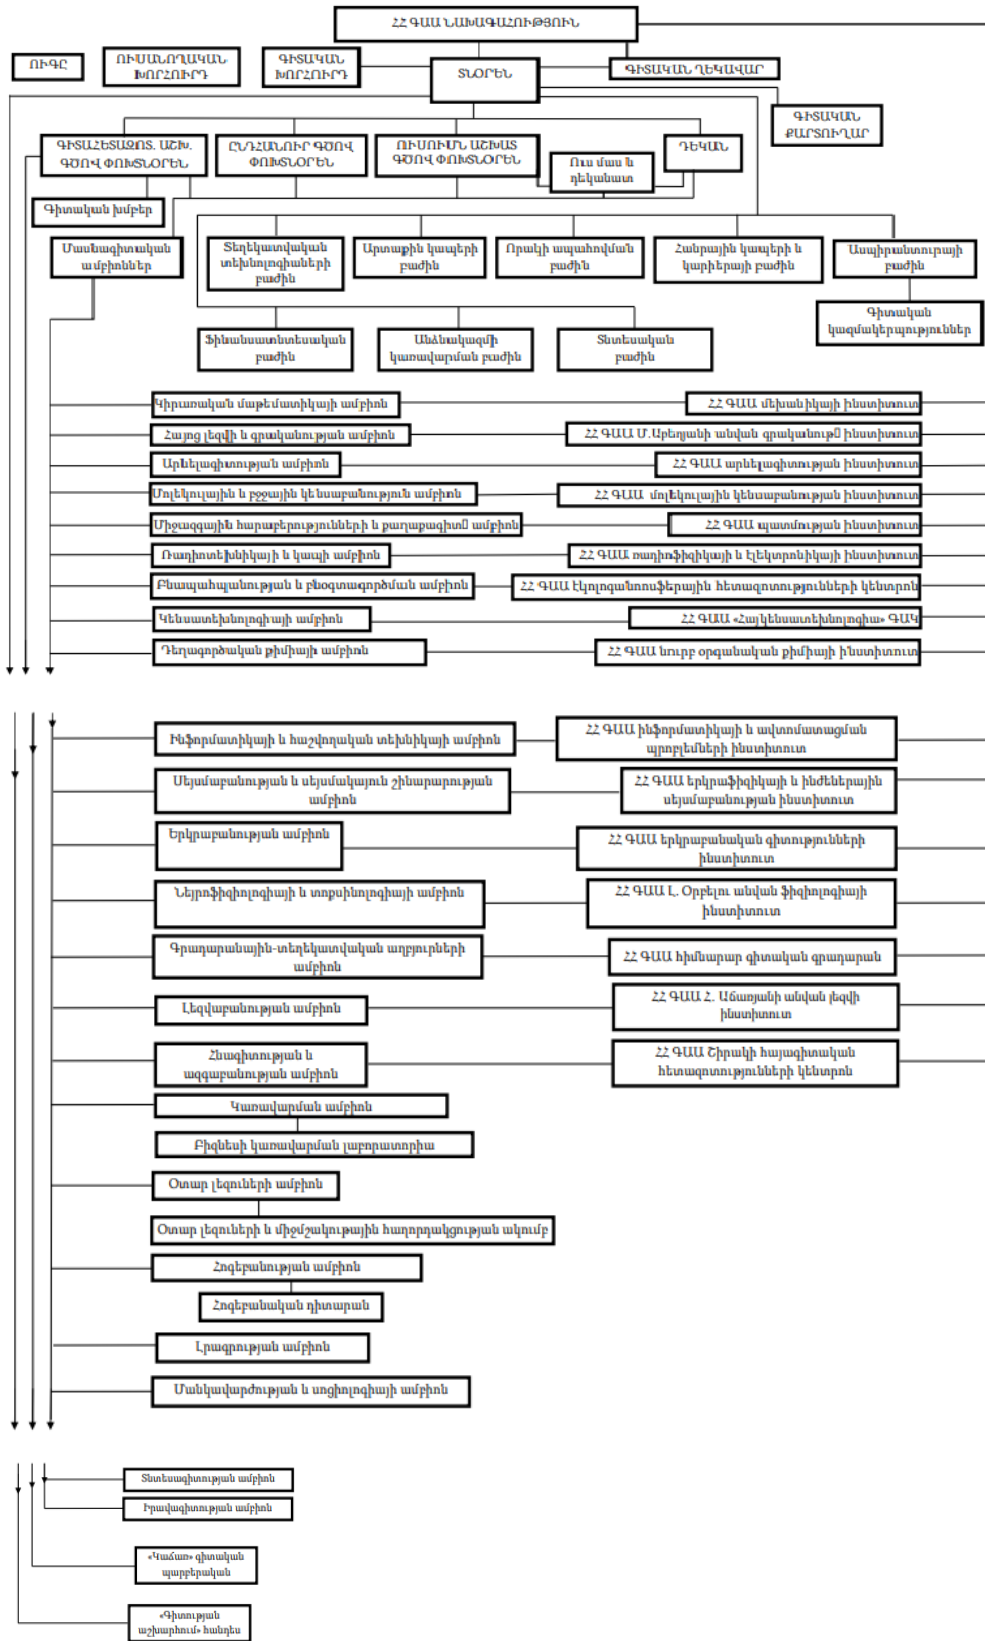 ՀՀ ԳԱԱ ՆԱԽԱԳԱՀՈՒԹՅՈՒՆ
ՈՒԳԸ
ՈՒՍԱՆՈՂԱԿԱՆ
ԽՈՐՀՈՒՐԴ
ԳԻՏԱԿԱՆ
ԽՈՐՀՈՒՐԴ
ՏՆՕՐԵՆ
ԳԻՏԱԿԱՆ ՂԵԿԱՎԱՐ
ԳԻՏԱԿԱՆ
ՔԱՐՏՈՒՂԱՐ
ԳԻՏԱՀԵՏԱԶՈՏ. ԱՇԽ.
ԳԾՈՎ ՓՈԽՏՆՕՐԵՆ
ԸՆԴՀԱՆՈՒՐ ԳԾՈՎ
ՓՈԽՏՆՕՐԵՆ
ՈՒՍՈՒՄՆ ԱՇԽԱՏ
ԳԾՈՎ ՓՈԽՏՆՕՐԵՆ
Ուս մաս և
դեկանատ
ԴԵԿԱՆ
Գիտական խմբեր
Մասնագիտական
ամբիոններ
Տեղեկատվական
տեխնոլոգիաների
բաժին
Արտաքին կապերի
բաժին
Որակի ապահովման
բաժին
Հանրային կապերի և
կարիերայի բաժին
Ասպիրանտուրայի
բաժին
Գիտական
կազմակերպություններ
Ֆինանսատնտեսական
բաժին
Անձնակազմի
կառավարման բաժին
Տնտեսական
բաժին
Կիրառական մաթեմատիկայի ամբիոն
ՀՀ ԳԱԱ մեխանիկայի ինստիտուտ
Հայոց լեզվի և գրականության ամբիոն
ՀՀ ԳԱԱ Մ.Աբեղյանի անվան գրականութ ինստիտուտ
Արևելագիտության ամբիոն
ՀՀ ԳԱԱ արևելագիտության ինստիտուտ
Մոլեկուլային և բջջային կենսաբանություն ամբիոն
ՀՀ ԳԱԱ մոլեկուլային կենսաբանության ինստիտուտ
Միջազգային հարաբերությունների և քաղաքագիտ ամբիոն
ՀՀ ԳԱԱ պատմության ինստիտուտ
Ռադիոտեխնիկայի և կապի ամբիոն
ՀՀ ԳԱԱ ռադիոֆիզիկայի և էլեկտրոնիկայի ինստիտուտ
Բնապահպանության և բնօգտագործման ամբիոն
ՀՀ ԳԱԱ էկոլոգանոոսֆերային հետազոտությունների կենտրոն
Կենսատեխնոլոգիայի ամբիոն
ՀՀ ԳԱԱ «Հայկենսատեխնոլոգիա» ԳԱԿ
Դեղագործական քիմիայի ամբիոն
ՀՀ ԳԱԱ նուրբ օրգանական քիմիայի ինստիտուտ
Ինֆորմատիկայի և հաշվողական տեխնիկայի ամբիոն
ՀՀ ԳԱԱ ինֆորմատիկայի և ավտոմատացման
պրոբլեմների ինստիտուտ
Սեյսմաբանության և սեյսմակայուն շինարարության
ամբիոն
ՀՀ ԳԱԱ երկրաֆիզիկայի և ինժեներային
սեյսմաբանության ինստիտուտ
Երկրաբանության ամբիոն
ՀՀ ԳԱԱ երկրաբանական գիտությունների
ինստիտուտ
Նեյրոֆիզիոլոգիայի և տոքսինոլոգիայի ամբիոն
ՀՀ ԳԱԱ Լ. Օրբելու անվան ֆիզիոլոգիայի
ինստիտուտ
Գրադարանային-տեղեկատվական աղբյուրների
ամբիոն
ՀՀ ԳԱԱ հիմնարար գիտական գրադարան
Լեզվաբանության ամբիոն
ՀՀ ԳԱԱ Հ. Աճառյանի անվան լեզվի
ինստիտուտ
Հնագիտության և
ազգաբանության ամբիոն
ՀՀ ԳԱԱ Շիրակի հայագիտական
հետազոտությունների կենտրոն
Կառավարման ամբիոն
Բիզնեսի կառավարման լաբորատորիա
Օտար լեզուների ամբիոն
Օտար լեզուների և միջմշակութային հաղորդակցության ակումբ
Հոգեբանության ամբիոն
Հոգեբանական դիտարան
Լրագրության ամբիոն
Մանկավարժության և սոցիոլոգիայի ամբիոն
Տնտեսագիտության ամբիոն
Իրավագիտության ամբիոն
«Կաճառ» գիտական
պարբերական
«Գիտության
աշխարհում» հանդես